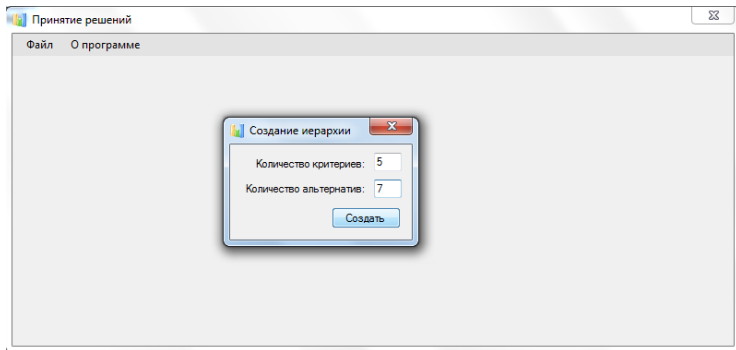 Принятие решений
Файл О программе
Создание иерархии
Количество критериев: 5
Количество альтернатив: 7
Создать